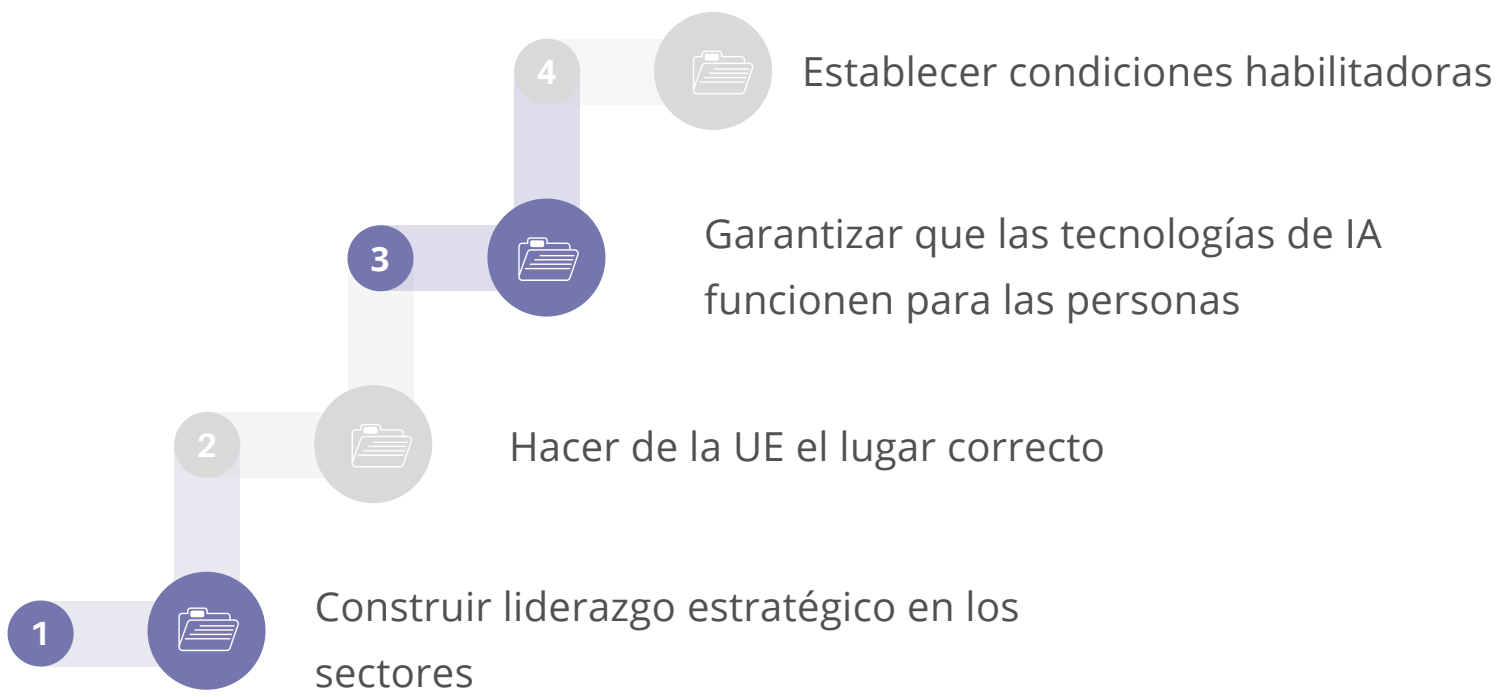 4
Establecer condiciones habilitadoras
3
Garantizar que las tecnologías de IA
funcionen para las personas
2
Hacer de la UE el lugar correcto
1
Construir liderazgo estratégico en los
sectores